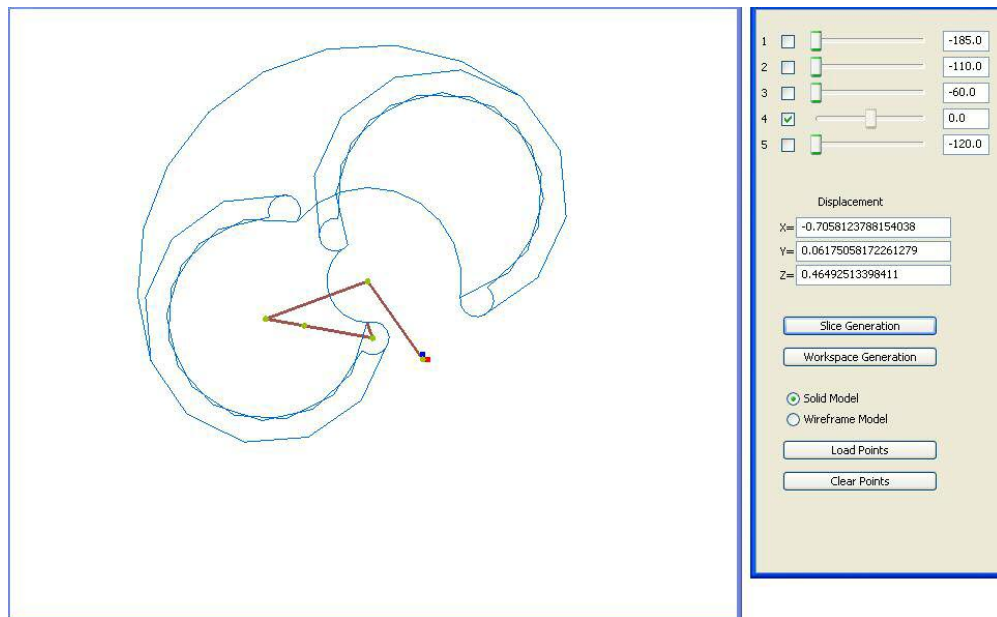 1 -185.0
2 -110.0
3 -60.0
4 0.0
5 -120.0
Displacement
X= -0.7058123788154038
Y= 0.06175058172261279
Z= 0.46492513398411
Slice Generation
Workspace Generation
Solid Model
Wireframe Model
Load Points
Clear Points